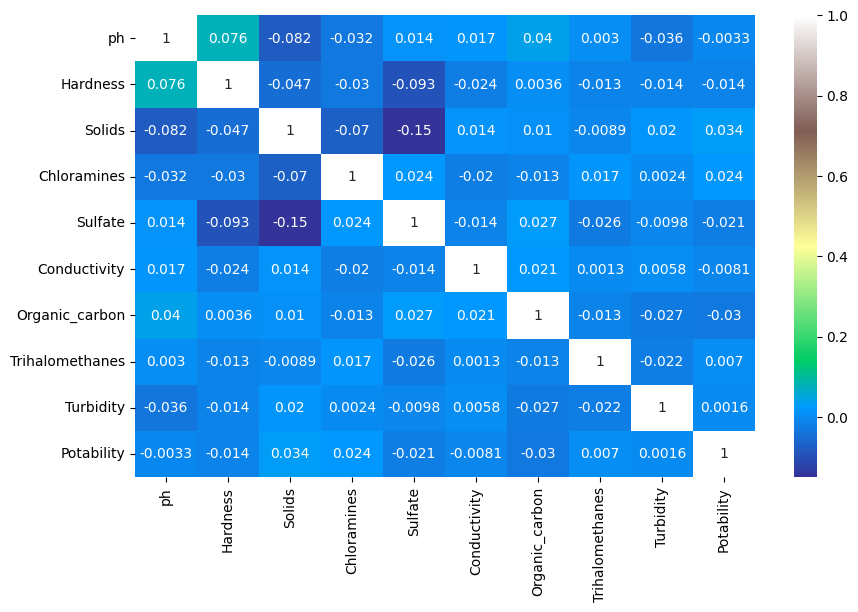 ph 1 0.076 -0.082 -0.032 0.014 0.017 0.04 0.003 -0.036 -0.0033
Hardness 0.076 1 -0.047 -0.03 -0.093 -0.024 0.0036 -0.013 -0.014 -0.014
Solids -0.082 -0.047 1 -0.07 -0.15 0.014 0.01 -0.0089 0.02 0.034
Chloramines -0.032 -0.03 -0.07 1 0.024 -0.02 -0.013 0.017 0.0024 0.024
Sulfate 0.014 -0.093 -0.15 0.024 1 -0.014 0.027 -0.026 -0.0098 -0.021
Conductivity 0.017 -0.024 0.014 -0.02 -0.014 1 0.021 0.0013 0.0058 -0.0081
Organic_carbon 0.04 0.0036 0.01 -0.013 0.027 0.021 1 -0.013 -0.027 -0.03
Trihalomethanes 0.003 -0.013 -0.0089 0.017 -0.026 0.0013 -0.013 1 -0.022 0.007
Turbidity -0.036 -0.014 0.02 0.0024 -0.0098 0.0058 -0.027 -0.022 1 0.0016
Potability -0.0033 -0.014 0.034 0.024 -0.021 -0.0081 -0.03 0.007 0.0016 1
ph
Hardness
Solids
Chloramines
Sulfate
Conductivity
Organic_carbon
Trihalomethanes
Turbidity
Potability
1.0
0.8
0.6
0.4
0.2
0.0